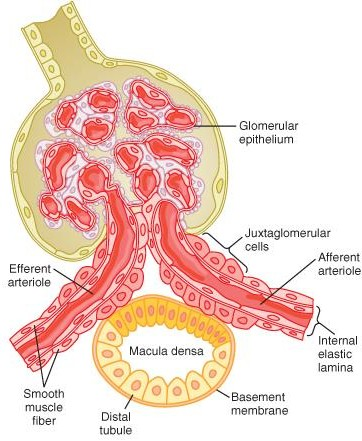 Glomerular
epithelium
Juxtaglomerular
cells
Afferent
arteriole
Efferent
arteriole
Internal
elastic
lamina
Macula densa
Smooth
muscle
fiber
Basement
membrane
Distal
tubule